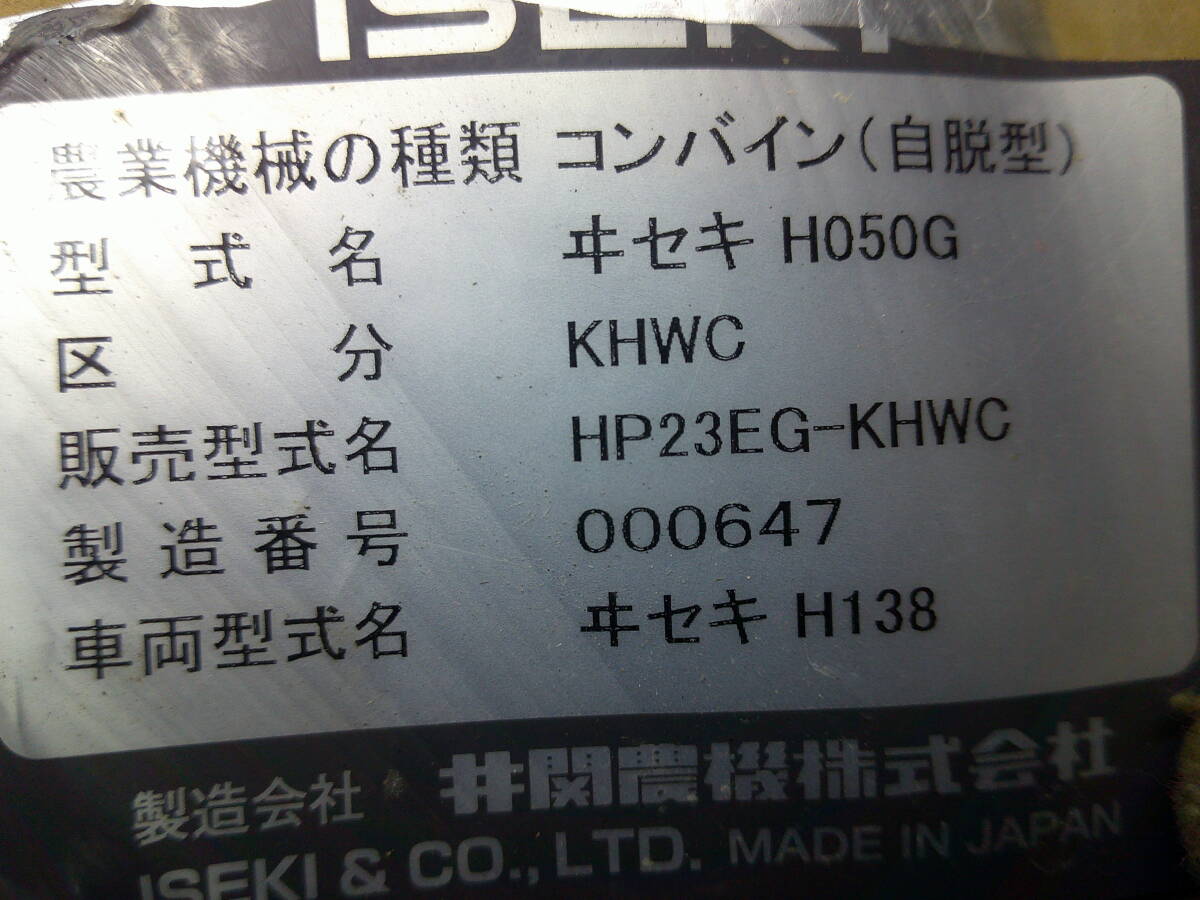 ISEKI
農業機械の種類 コンバイン(自脱型)
型式名 ヰセキ H050G
区分 KHWC
販売型式名 HP23EG-KHWC
製造番号 000647
車両型式名 ヰセキ H138
製造会社 井関農機株式会社
ISEKI & CO., LTD. MADE IN JAPAN